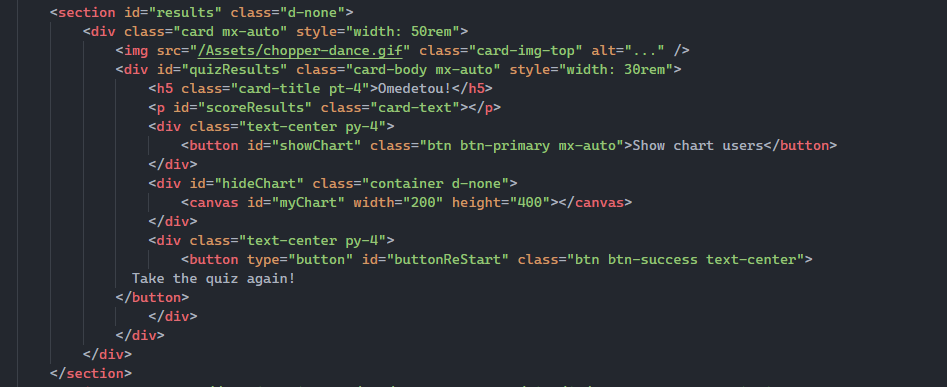 <section id="results" class="d-none">
<div class="card mx-auto" style="width: 50rem">
<img src="/Assets/chopper-dance.gif" class="card-img-top" alt="..." />
<div id="quizResults" class="card-body mx-auto" style="width: 30rem">
<h5 class="card-title pt-4">Omedetou!</h5>
<p id="scoreResults" class="card-text"></p>
<div class="text-center py-4">
<button id="showChart" class="btn btn-primary mx-auto">Show chart users</button>
</div>
<div id="hideChart" class="container d-none">
<canvas id="myChart" width="200" height="400"></canvas>
</div>
<div class="text-center py-4">
<button type="button" id="buttonReStart" class="btn btn-success text-center">
Take the quiz again!
</button>
</div>
</div>
</div>
</section>